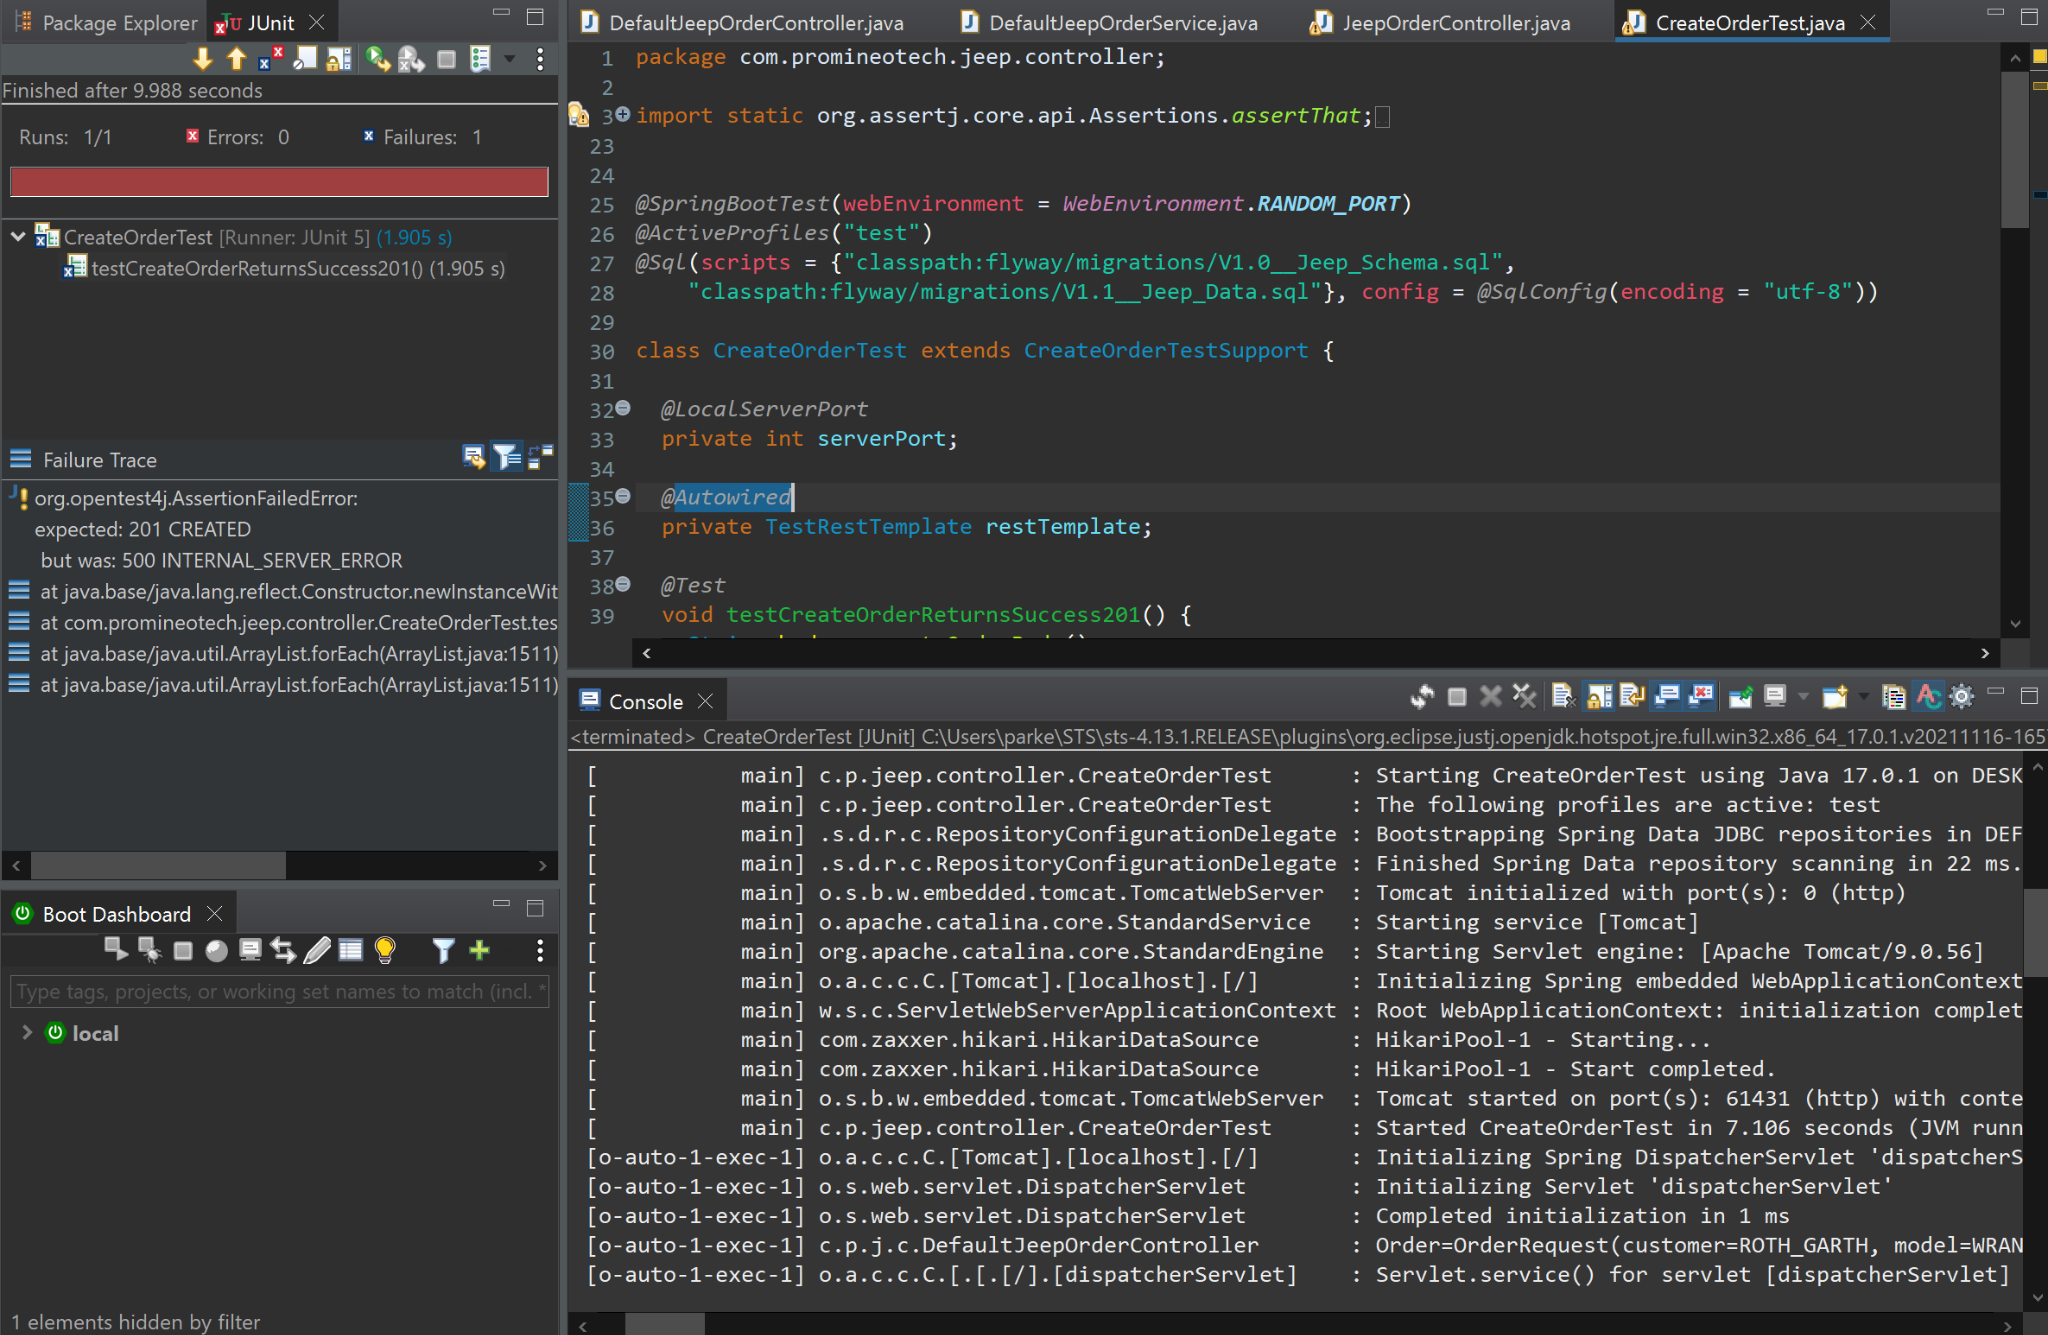 Package Explorer
JUnit
Finished after 9.988 seconds
Runs: 1/1
Errors: 0
Failures: 1
CreateOrderTest [Runner: JUnit 5] (1.905 s)
testCreateOrderReturnsSuccess201() (1.905 s)
Failure Trace
org.opentest4j.AssertionFailedError:
expected: 201 CREATED
but was: 500 INTERNAL_SERVER_ERROR
at java.base/java.lang.reflect.Constructor.newInstanceWit
at com.promineotech.jeep.controller.CreateOrderTest.tes
at java.base/java.util.ArrayList.forEach(ArrayList.java:1511)
at java.base/java.util.ArrayList.forEach(ArrayList.java:1511)
Boot Dashboard
Type tags, projects, or working set names to match (incl. *
local
1 elements hidden by filter
DefaultJeepOrderController.java
DefaultJeepOrderService.java
JeepOrderController.java
CreateOrderTest.java
1 package com.promineotech.jeep.controller;
2
3 import static org.assertj.core.api.Assertions.assertThat;
23
24
25 @SpringBootTest(webEnvironment = WebEnvironment.RANDOM_PORT)
26 @ActiveProfiles("test")
27 @Sql(scripts = {"classpath:flyway/migrations/V1.0__Jeep_Schema.sql",
28 "classpath:flyway/migrations/V1.1__Jeep_Data.sql"}, config = @SqlConfig(encoding = "utf-8"))
29
30 class CreateOrderTest extends CreateOrderTestSupport {
31
32 @LocalServerPort
33 private int serverPort;
34
35 @Autowired
36 private TestRestTemplate restTemplate;
37
38 @Test
39 void testCreateOrderReturnsSuccess201() {
Console
<terminated> CreateOrderTest [JUnit] C:\Users\parke\STS\sts-4.13.1.RELEASE\plugins\org.eclipse.justj.openjdk.hotspot.jre.full.win32.x86_64_17.0.1.v20211116-165
[ main] c.p.jeep.controller.CreateOrderTest : Starting CreateOrderTest using Java 17.0.1 on DESK
[ main] c.p.jeep.controller.CreateOrderTest : The following profiles are active: test
[ main] .s.d.r.c.RepositoryConfigurationDelegate : Bootstrapping Spring Data JDBC repositories in DEF
[ main] .s.d.r.c.RepositoryConfigurationDelegate : Finished Spring Data repository scanning in 22 ms.
[ main] o.s.b.w.embedded.tomcat.TomcatWebServer : Tomcat initialized with port(s): 0 (http)
[ main] o.apache.catalina.core.StandardService : Starting service [Tomcat]
[ main] org.apache.catalina.core.StandardEngine : Starting Servlet engine: [Apache Tomcat/9.0.56]
[ main] o.a.c.c.C.[Tomcat].[localhost].[/] : Initializing Spring embedded WebApplicationContext
[ main] w.s.c.ServletWebServerApplicationContext : Root WebApplicationContext: initialization complet
[ main] com.zaxxer.hikari.HikariDataSource : HikariPool-1 - Starting...
[ main] com.zaxxer.hikari.HikariDataSource : HikariPool-1 - Start completed.
[ main] o.s.b.w.embedded.tomcat.TomcatWebServer : Tomcat started on port(s): 61431 (http) with conte
[ main] c.p.jeep.controller.CreateOrderTest : Started CreateOrderTest in 7.106 seconds (JVM runn
[o-auto-1-exec-1] o.a.c.c.C.[Tomcat].[localhost].[/] : Initializing Spring DispatcherServlet 'dispatcherS
[o-auto-1-exec-1] o.s.web.servlet.DispatcherServlet : Initializing Servlet 'dispatcherServlet'
[o-auto-1-exec-1] o.s.web.servlet.DispatcherServlet : Completed initialization in 1 ms
[o-auto-1-exec-1] c.p.j.c.DefaultJeepOrderController : Order=OrderRequest(customer=ROTH_GARTH, model=WRAN
[o-auto-1-exec-1] o.a.c.c.C.[.[.[/].[dispatcherServlet] : Servlet.service() for servlet [dispatcherServlet]